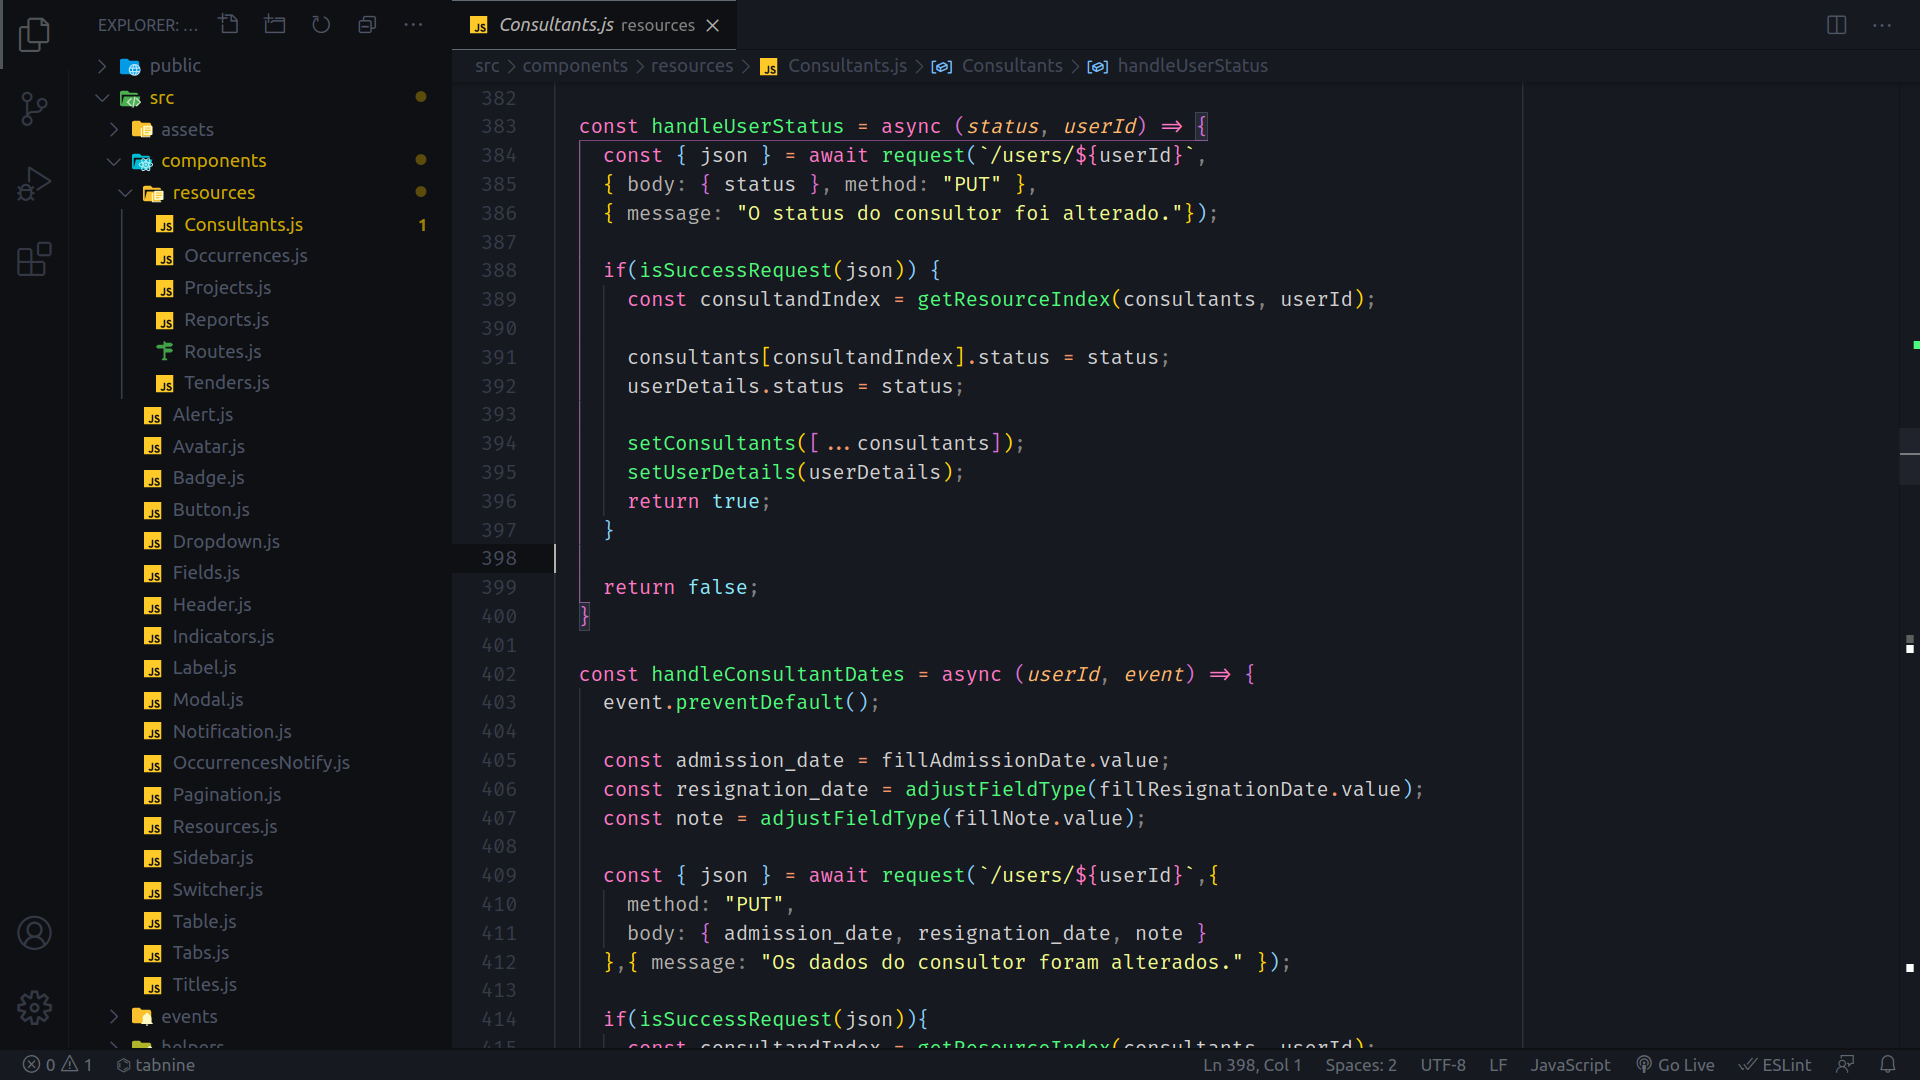 EXPLORER: ...
public
src
assets
components
resources
Consultants.js 1
Occurrences.js
Projects.js
Reports.js
Routes.js
Tenders.js
Alert.js
Avatar.js
Badge.js
Button.js
Dropdown.js
Fields.js
Header.js
Indicators.js
Label.js
Modal.js
Notification.js
OccurrencesNotify.js
Pagination.js
Resources.js
Sidebar.js
Switcher.js
Table.js
Tabs.js
Titles.js
events
helpers
JS Consultants.js resources
src > components > resources > JS Consultants.js > Consultants > handleUserStatus
382
383 const handleUserStatus = async (status, userId) => {
384 const { json } = await request(`/users/${userId}`,
385 { body: { status }, method: "PUT" },
386 { message: "O status do consultor foi alterado."});
387
388 if(isSuccessRequest(json)) {
389 const consultandIndex = getResourceIndex(consultants, userId);
390
391 consultants[consultandIndex].status = status;
392 userDetails.status = status;
393
394 setConsultants([...consultants]);
395 setUserDetails(userDetails);
396 return true;
397 }
398
399 return false;
400 }
401
402 const handleConsultantDates = async (userId, event) => {
403 event.preventDefault();
404
405 const admission_date = fillAdmissionDate.value;
406 const resignation_date = adjustFieldType(fillResignationDate.value);
407 const note = adjustFieldType(fillNote.value);
408
409 const { json } = await request(`/users/${userId}`,{
410 method: "PUT",
411 body: { admission_date, resignation_date, note }
412 },{ message: "Os dados do consultor foram alterados." });
413
414 if(isSuccessRequest(json)){
415 const consultandIndex = getResourceIndex(consultants, userId);
0 1 tabnine Ln 398, Col 1 Spaces: 2 UTF-8 LF JavaScript Go Live ESLint